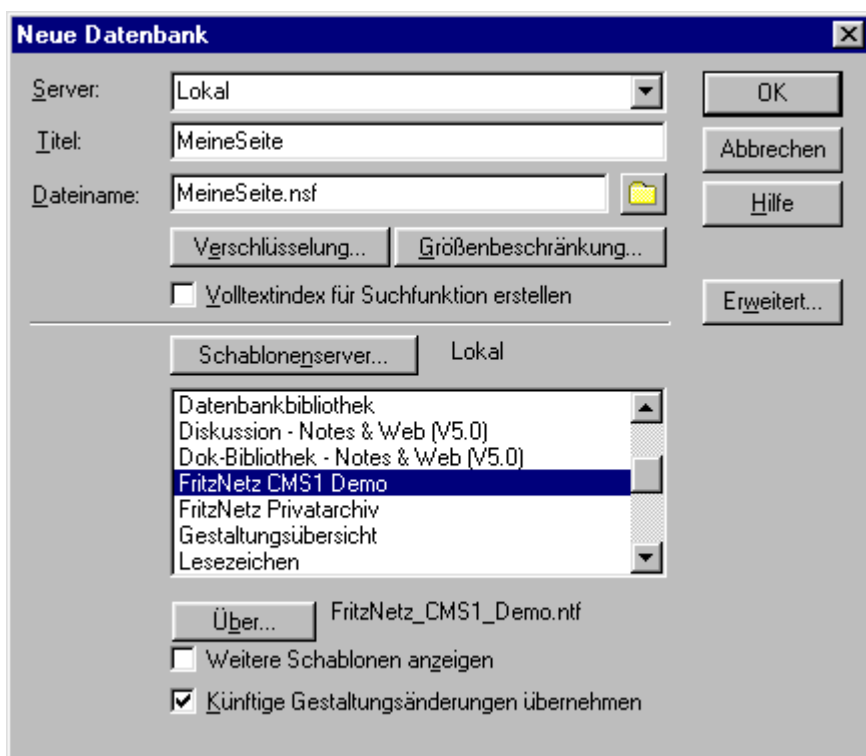 Neue Datenbank
Server: Lokal OK
Titel: MeineSeite Abbrechen
Dateiname: MeineSeite.nsf Hilfe
Verschlüsselung... Größenbeschränkung...
Volltextindex für Suchfunktion erstellen Erweitert...
Schablonenserver... Lokal
Datenbankbibliothek
Diskussion - Notes & Web (V5.0)
Dok-Bibliothek - Notes & Web (V5.0)
FritzNetz CMS1 Demo
FritzNetz Privatarchiv
Gestaltungsübersicht
Lesezeichen
Über... FritzNetz_CMS1_Demo.ntf
Weitere Schablonen anzeigen
Künftige Gestaltungsänderungen übernehmen